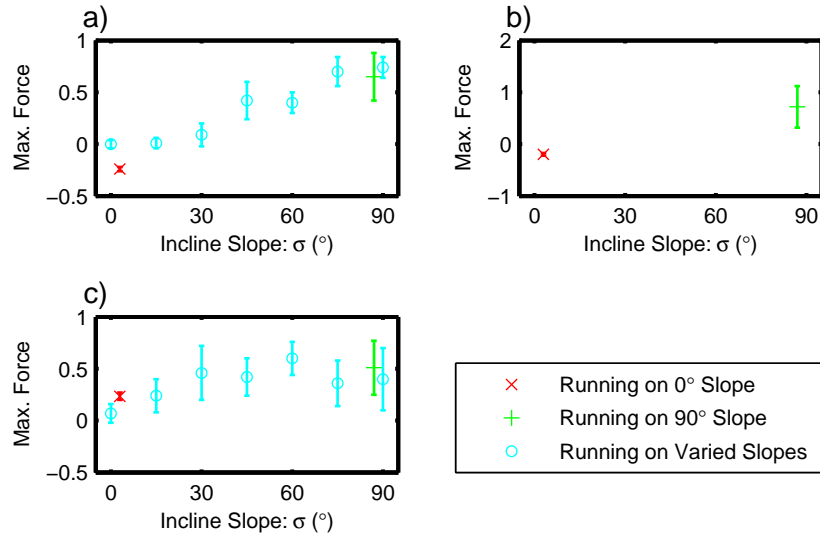 a)
1
0.5
0
−0.5
Max. Force
0 30 60 90
Incline Slope: σ (°)
b)
2
1
0
−1
Max. Force
0 30 60 90
Incline Slope: σ (°)
c)
1
0.5
0
−0.5
Max. Force
0 30 60 90
Incline Slope: σ (°)
Running on 0° Slope
Running on 90° Slope
Running on Varied Slopes